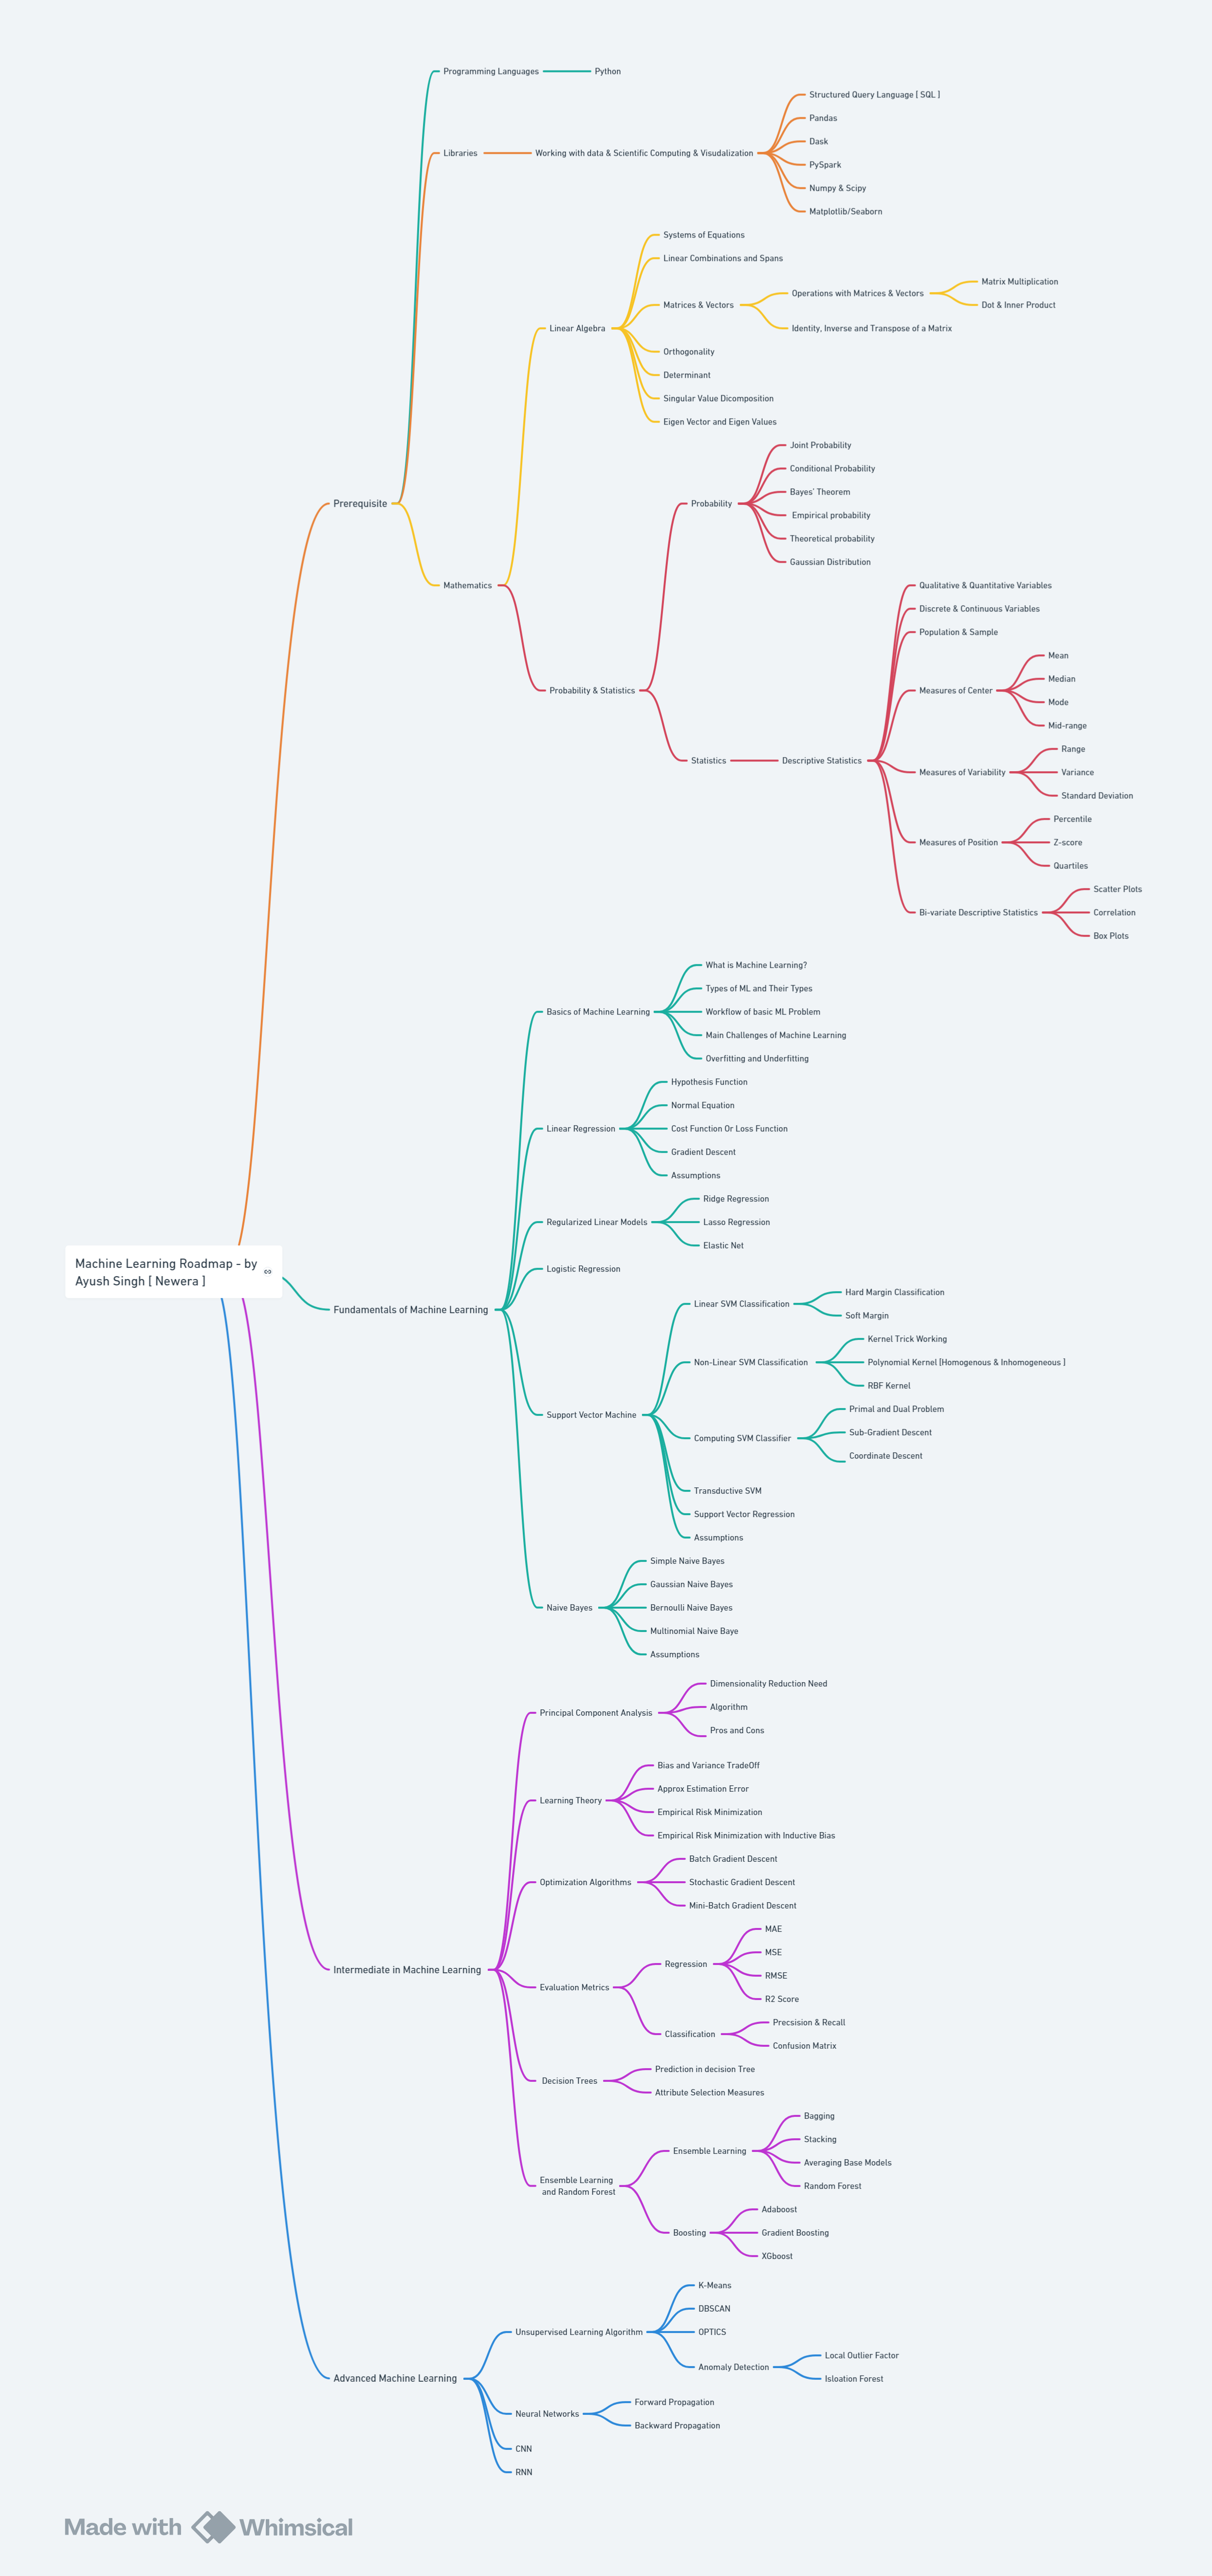 Programming Languages
Python
Libraries
Working with data & Scientific Computing & Visudalization
Structured Query Language [ SQL ]
Pandas
Dask
PySpark
Numpy & Scipy
Matplotlib/Seaborn
Prerequisite
Mathematics
Linear Algebra
Systems of Equations
Linear Combinations and Spans
Matrices & Vectors
Operations with Matrices & Vectors
Matrix Multiplication
Dot & Inner Product
Identity, Inverse and Transpose of a Matrix
Orthogonality
Determinant
Singular Value Dicomposition
Eigen Vector and Eigen Values
Probability & Statistics
Probability
Joint Probability
Conditional Probability
Bayes' Theorem
Empirical probability
Theoretical probability
Gaussian Distribution
Statistics
Descriptive Statistics
Qualitative & Quantitative Variables
Discrete & Continuous Variables
Population & Sample
Measures of Center
Mean
Median
Mode
Mid-range
Measures of Variability
Range
Variance
Standard Deviation
Measures of Position
Percentile
Z-score
Quartiles
Bi-variate Descriptive Statistics
Scatter Plots
Correlation
Box Plots
Machine Learning Roadmap - by
Ayush Singh [ Newera ]
Fundamentals of Machine Learning
Basics of Machine Learning
What is Machine Learning?
Types of ML and Their Types
Workflow of basic ML Problem
Main Challenges of Machine Learning
Overfitting and Underfitting
Linear Regression
Hypothesis Function
Normal Equation
Cost Function Or Loss Function
Gradient Descent
Assumptions
Regularized Linear Models
Ridge Regression
Lasso Regression
Elastic Net
Logistic Regression
Support Vector Machine
Linear SVM Classification
Hard Margin Classification
Soft Margin
Non-Linear SVM Classification
Kernel Trick Working
Polynomial Kernel [Homogenous & Inhomogeneous ]
RBF Kernel
Computing SVM Classifier
Primal and Dual Problem
Sub-Gradient Descent
Coordinate Descent
Transductive SVM
Support Vector Regression
Assumptions
Naive Bayes
Simple Naive Bayes
Gaussian Naive Bayes
Bernoulli Naive Bayes
Multinomial Naive Baye
Assumptions
Intermediate in Machine Learning
Principal Component Analysis
Dimensionality Reduction Need
Algorithm
Pros and Cons
Learning Theory
Bias and Variance TradeOff
Approx Estimation Error
Empirical Risk Minimization
Empirical Risk Minimization with Inductive Bias
Optimization Algorithms
Batch Gradient Descent
Stochastic Gradient Descent
Mini-Batch Gradient Descent
Evaluation Metrics
Regression
MAE
MSE
RMSE
R2 Score
Classification
Precsision & Recall
Confusion Matrix
Decision Trees
Prediction in decision Tree
Attribute Selection Measures
Ensemble Learning
and Random Forest
Ensemble Learning
Bagging
Stacking
Averaging Base Models
Random Forest
Boosting
Adaboost
Gradient Boosting
XGboost
Advanced Machine Learning
Unsupervised Learning Algorithm
K-Means
DBSCAN
OPTICS
Anomaly Detection
Local Outlier Factor
Isloation Forest
Neural Networks
Forward Propagation
Backward Propagation
CNN
RNN
Made with Whimsical